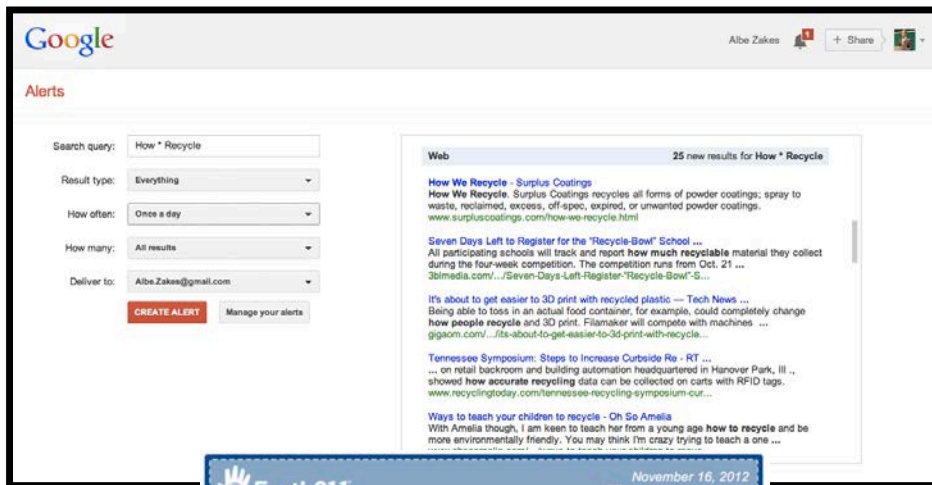 Google
Albe Zakes 1 + Share
Alerts
Search query: How * Recycle
Result type: Everything
How often: Once a day
How many: All results
Deliver to: Albe.Zakes@gmail.com
CREATE ALERT Manage your alerts
Web 25 new results for How * Recycle
How We Recycle - Surplus Coatings
How We Recycle. Surplus Coatings recycles all forms of powder coatings; spray to
waste, reclaimed, excess, off-spec, expired, or unwanted powder coatings.
www.surpluscoatings.com/how-we-recycle.html
Seven Days Left to Register for the "Recycle-Bowl" School ...
All participating schools will track and report how much recyclable material they collect
during the four-week competition. The competition runs from Oct. 21 ...
3blmedia.com/.../Seven-Days-Left-Register-"Recycle-Bowl"-S...
It's about to get easier to 3D print with recycled plastic — Tech News ...
Being able to toss in an actual food container, for example, could completely change
how people recycle and 3D print. Filamaker will compete with machines ...
gigaom.com/.../its-about-to-get-easier-to-3d-print-with-recycle...
Tennessee Symposium: Steps to Increase Curbside Re - RT ...
... on retail backroom and building automation headquartered in Hanover Park, Ill .,
showed how accurate recycling data can be collected on carts with RFID tags.
www.recyclingtoday.com/tennessee-recycling-symposium-cur...
Ways to teach your children to recycle - Oh So Amelia
With Amelia though, I am keen to teach her from a young age how to recycle and be
more environmentally friendly. You may think I'm crazy trying to teach a one ...
November 16, 2012